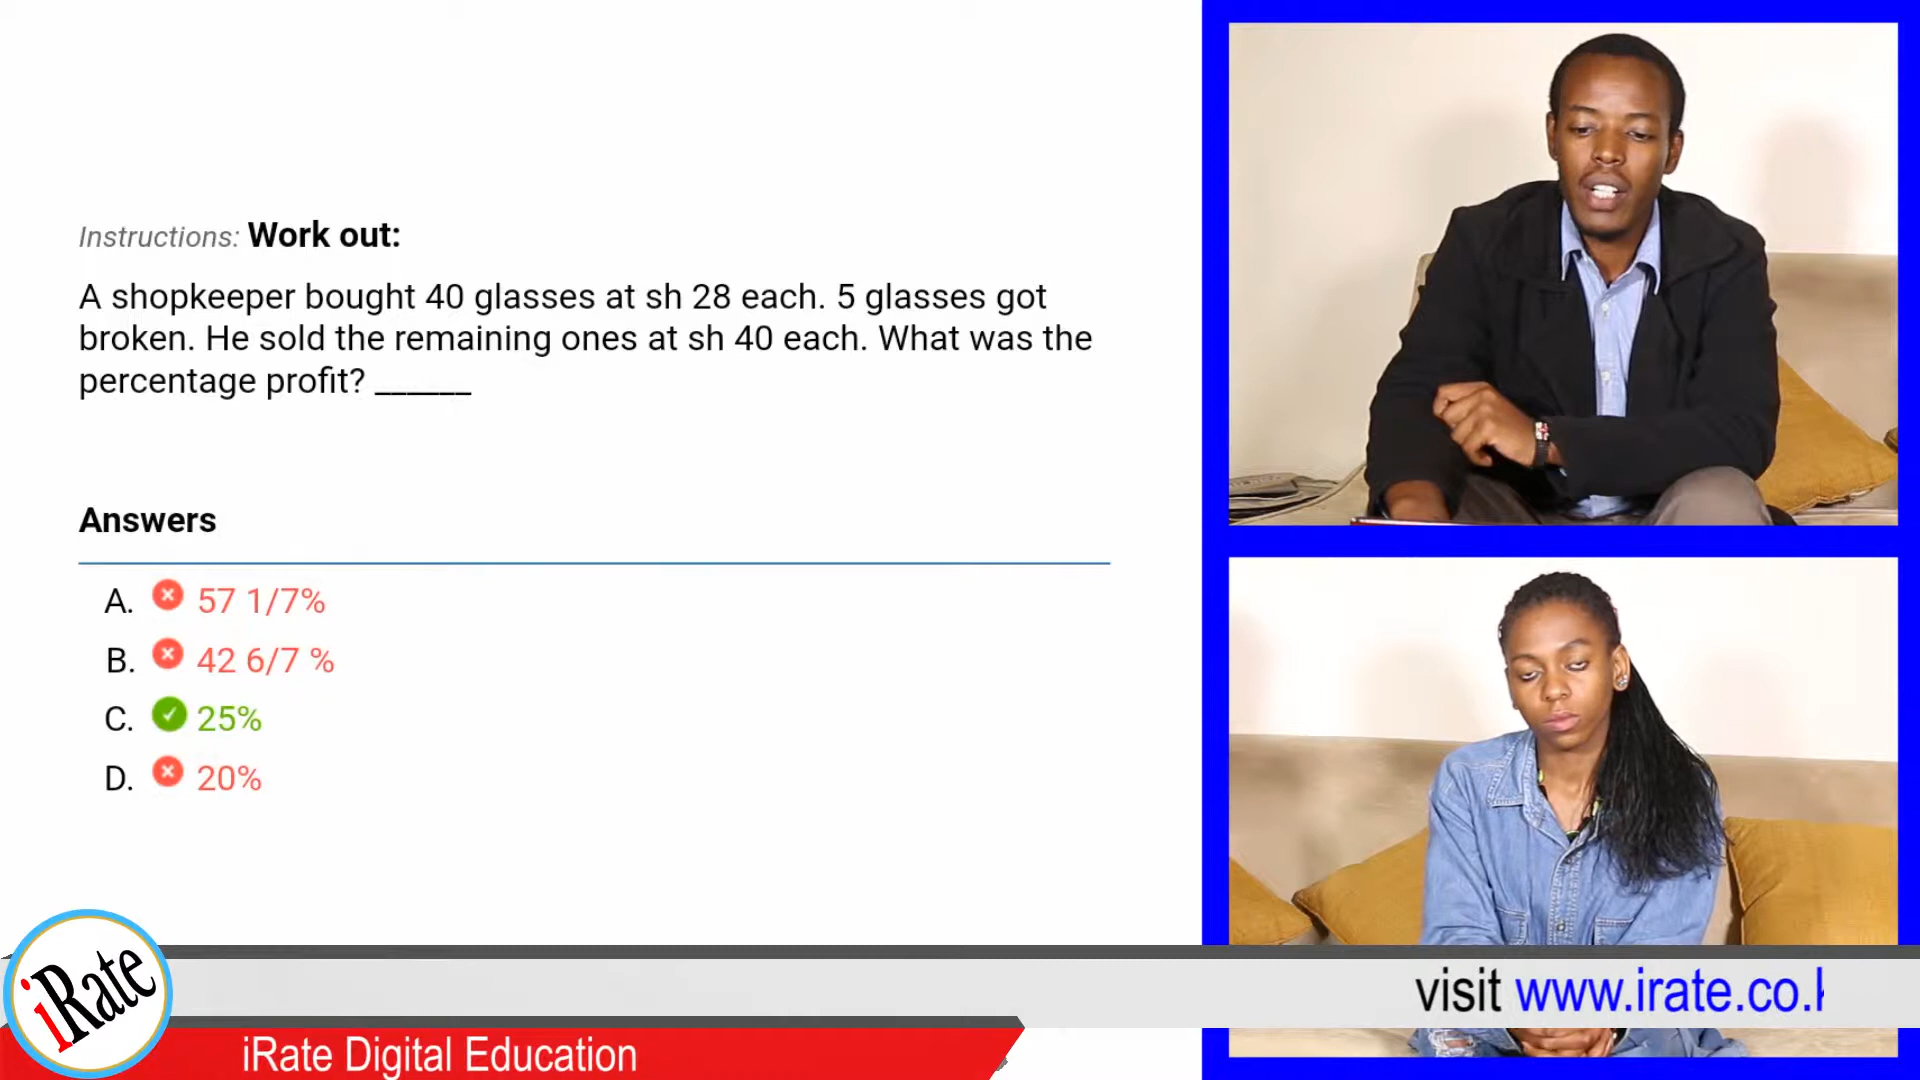 Instructions: Work out:
A shopkeeper bought 40 glasses at sh 28 each. 5 glasses got
broken. He sold the remaining ones at sh 40 each. What was the
percentage profit? ______
Answers
A. 57 1/7%
B. 42 6/7 %
C. 25%
D. 20%
iRate
visit www.irate.co.
iRate Digital Education